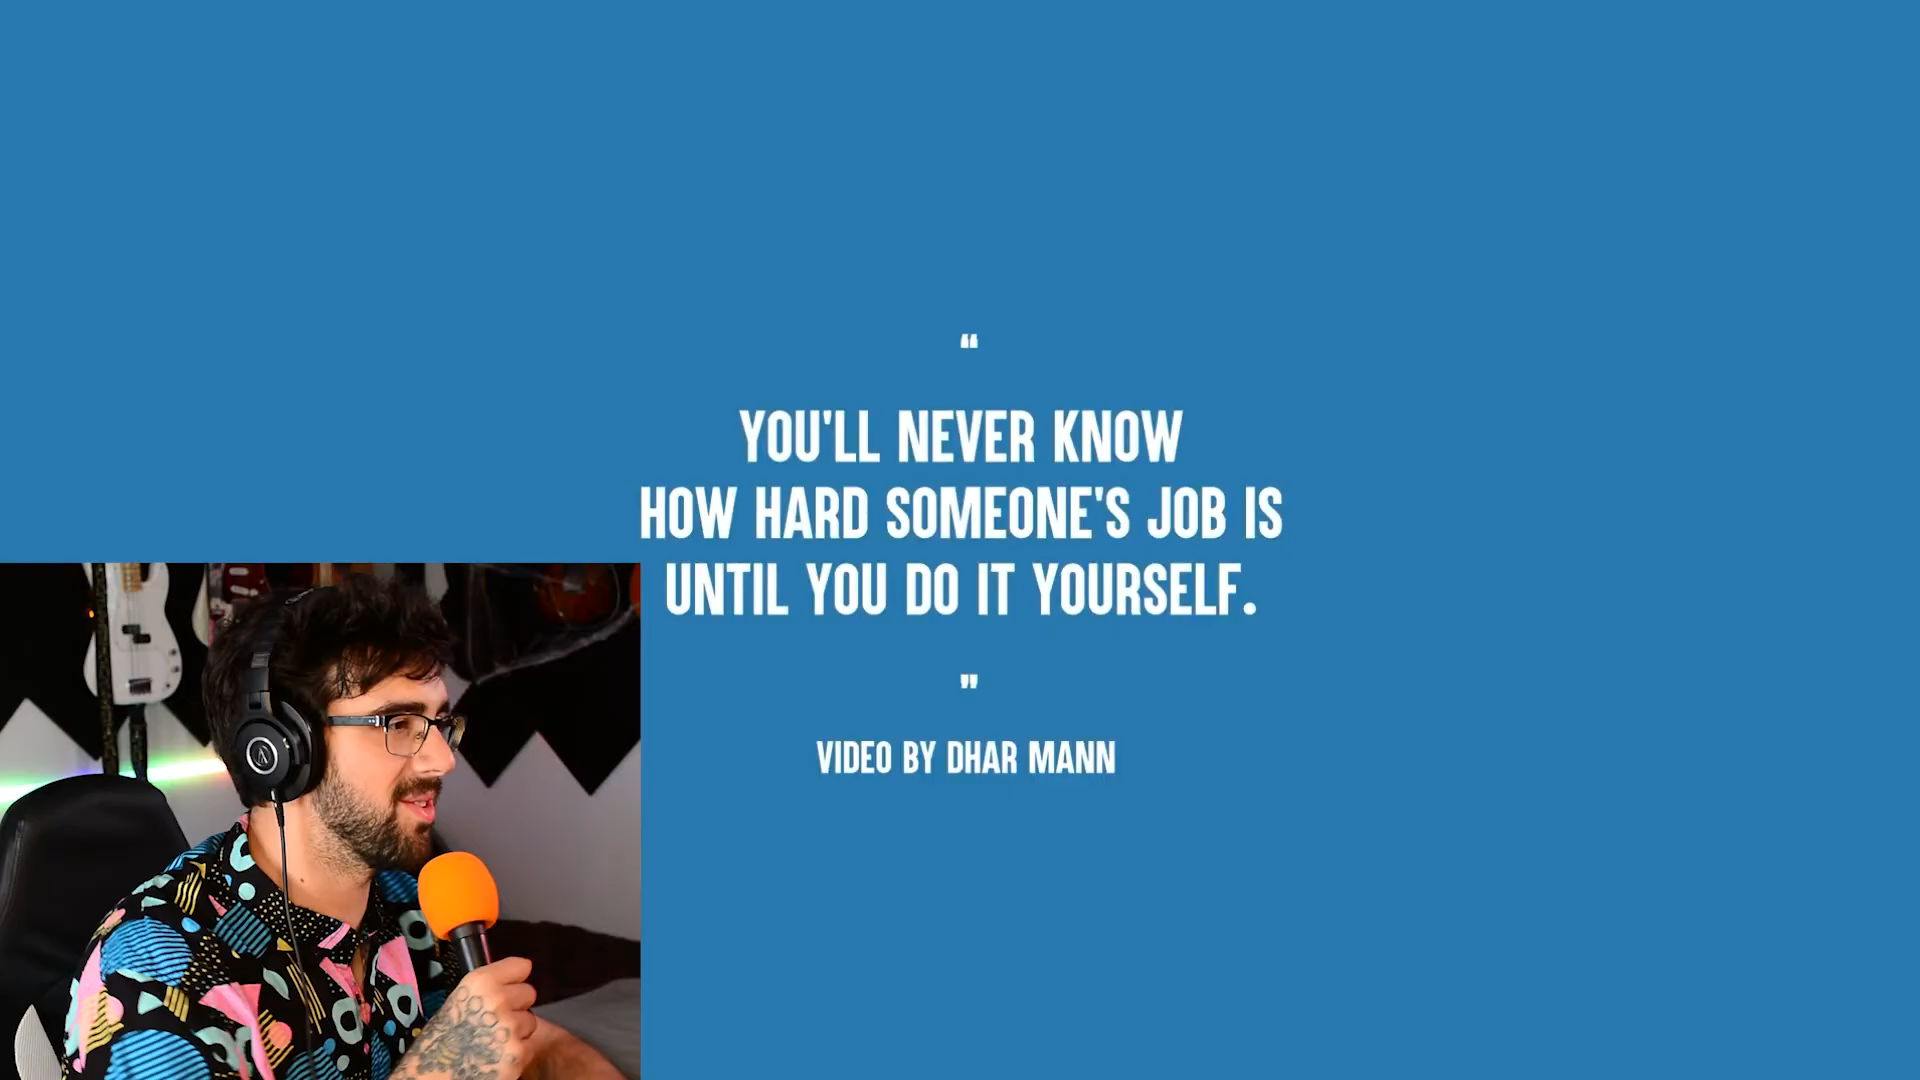 “
YOU'LL NEVER KNOW
HOW HARD SOMEONE'S JOB IS
UNTIL YOU DO IT YOURSELF.
"
VIDEO BY DHAR MANN